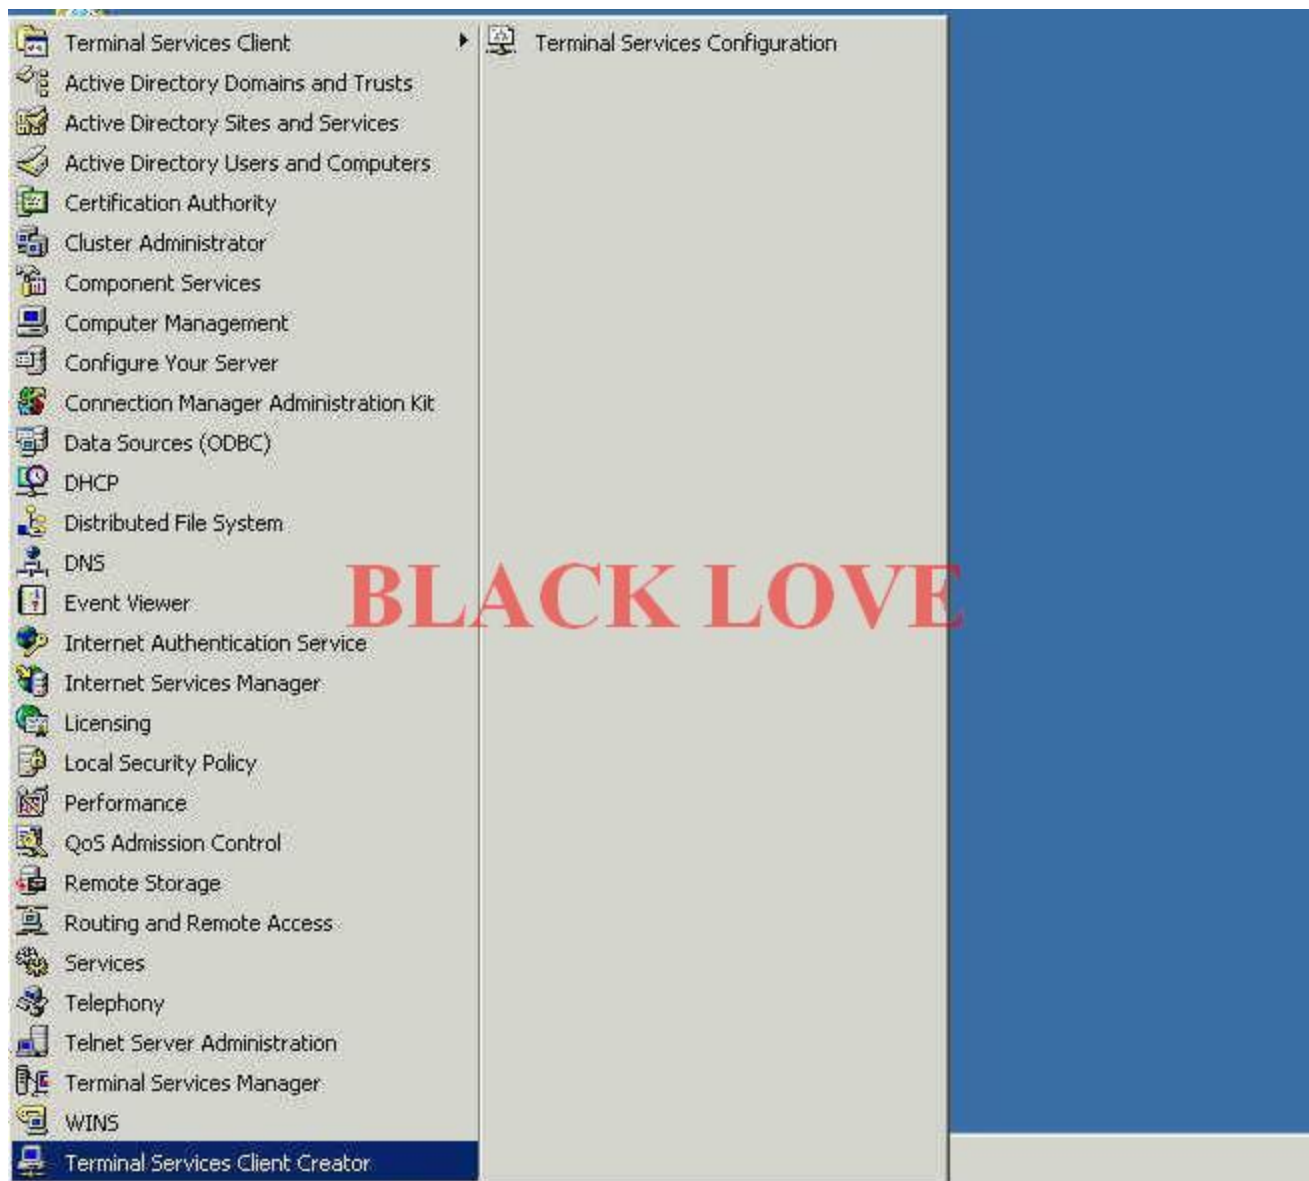 Terminal Services Client
Active Directory Domains and Trusts
Active Directory Sites and Services
Active Directory Users and Computers
Certification Authority
Cluster Administrator
Component Services
Computer Management
Configure Your Server
Connection Manager Administration Kit
Data Sources (ODBC)
DHCP
Distributed File System
DNS
Event Viewer
Internet Authentication Service
Internet Services Manager
Licensing
Local Security Policy
Performance
QoS Admission Control
Remote Storage
Routing and Remote Access
Services
Telephony
Telnet Server Administration
Terminal Services Manager
WINS
Terminal Services Client Creator
Terminal Services Configuration
BLACK LOVE